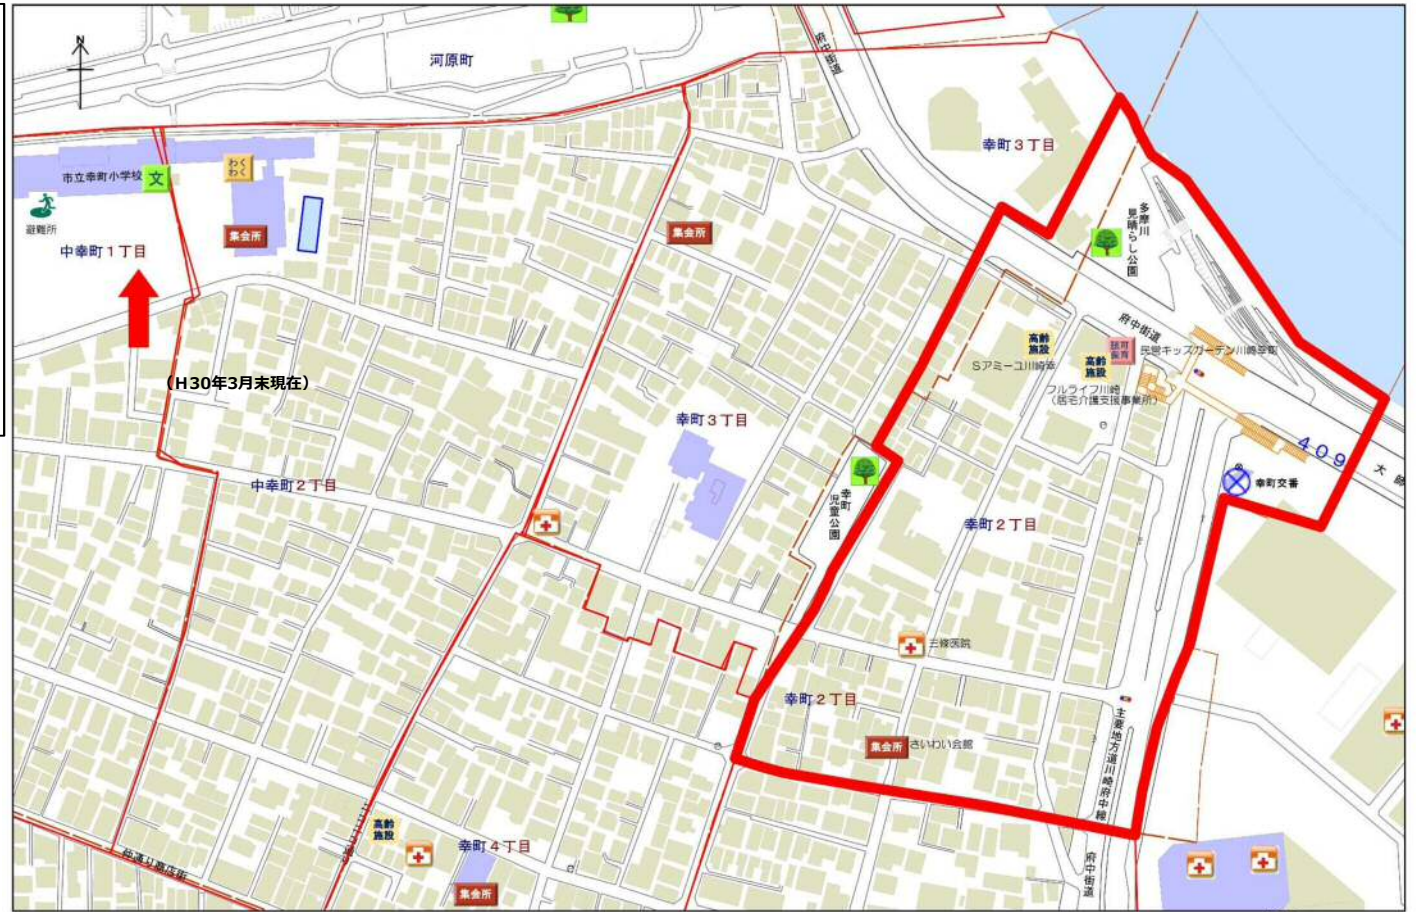 N
河原町
府中街道
幸町3丁目
わく
わく
市立幸町小学校
文
避難所
集会所
集会所
中幸町1丁目
多摩川
見晴らし公園
府中街道
高齢
施設
Sアミーユ川崎幸
高齢
施設
民営キッズガーデン川崎幸町
フルライフ川崎
(居宅介護支援事業所)
(H30年3月末現在)
幸町3丁目
409
大師
幸町交番
中幸町2丁目
幸町
児童公園
幸町2丁目
三條医院
幸町2丁目
集会所
さいわい会館
主要地方道川崎府中線
高齢
施設
幸町4丁目
仲通り商店街
集会所
府中街道